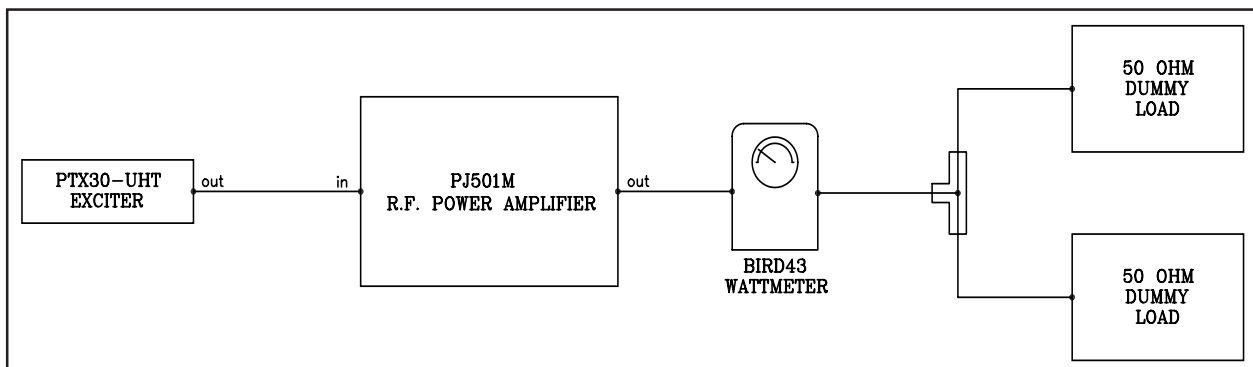 PTX30-UHT
EXCITER
out
in
PJ501M
R.F. POWER AMPLIFIER
out
BIRD43
WATTMETER
50 OHM
DUMMY
LOAD
50 OHM
DUMMY
LOAD